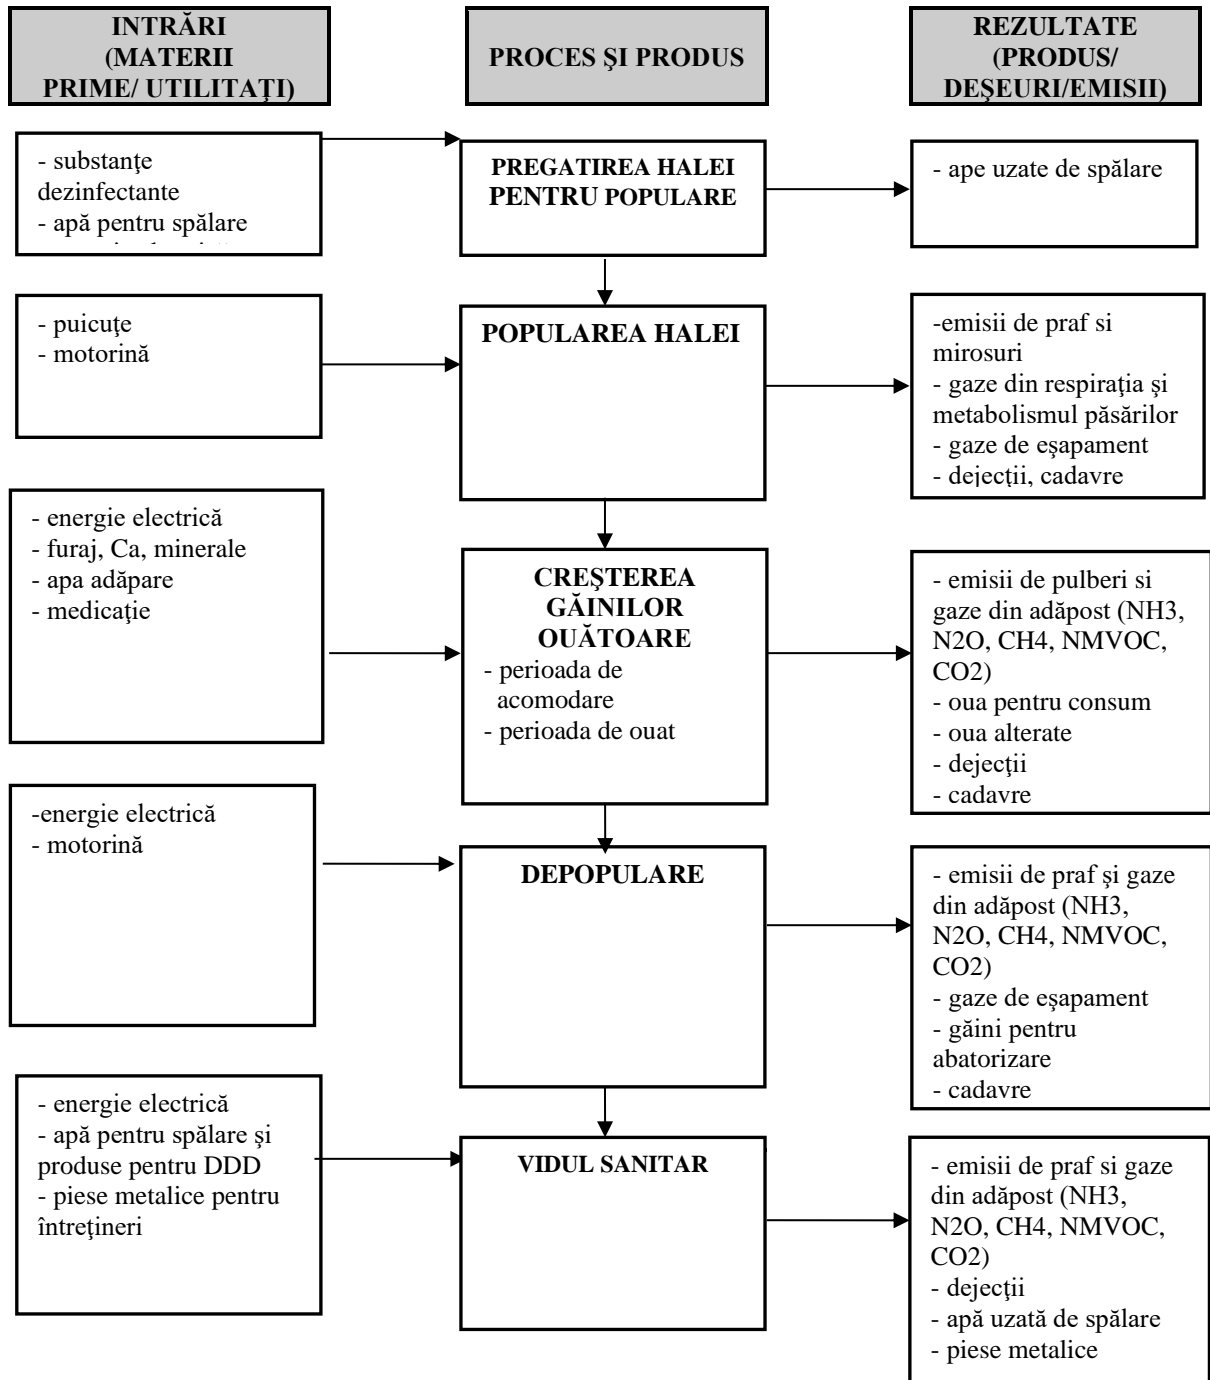 INTRĂRI
(MATERII
PRIME/ UTILITAŢI)
PROCES ŞI PRODUS
REZULTATE
(PRODUS/
DEŞEURI/EMISII)
- substanţe
dezinfectante
- apă pentru spălare
PREGATIREA HALEI
PENTRU POPULARE
- ape uzate de spălare
- puicuţe
- motorină
POPULAREA HALEI
-emisii de praf si
mirosuri
- gaze din respiraţia şi
metabolismul păsărilor
- gaze de eşapament
- dejecţii, cadavre
- energie electrică
- furaj, Ca, minerale
- apa adăpare
- medicaţie
CREŞTEREA
GĂINILOR
OUĂTOARE
- perioada de
acomodare
- perioada de ouat
- emisii de pulberi si
gaze din adăpost (NH3,
N2O, CH4, NMVOC,
CO2)
- oua pentru consum
- oua alterate
- dejecţii
- cadavre
-energie electrică
- motorină
DEPOPULARE
- emisii de praf şi gaze
din adăpost (NH3,
N2O, CH4, NMVOC,
CO2)
- gaze de eşapament
- găini pentru
abatorizare
- cadavre
- energie electrică
- apă pentru spălare şi
produse pentru DDD
- piese metalice pentru
întreţineri
VIDUL SANITAR
- emisii de praf si gaze
din adăpost (NH3,
N2O, CH4, NMVOC,
CO2)
- dejecţii
- apă uzată de spălare
- piese metalice